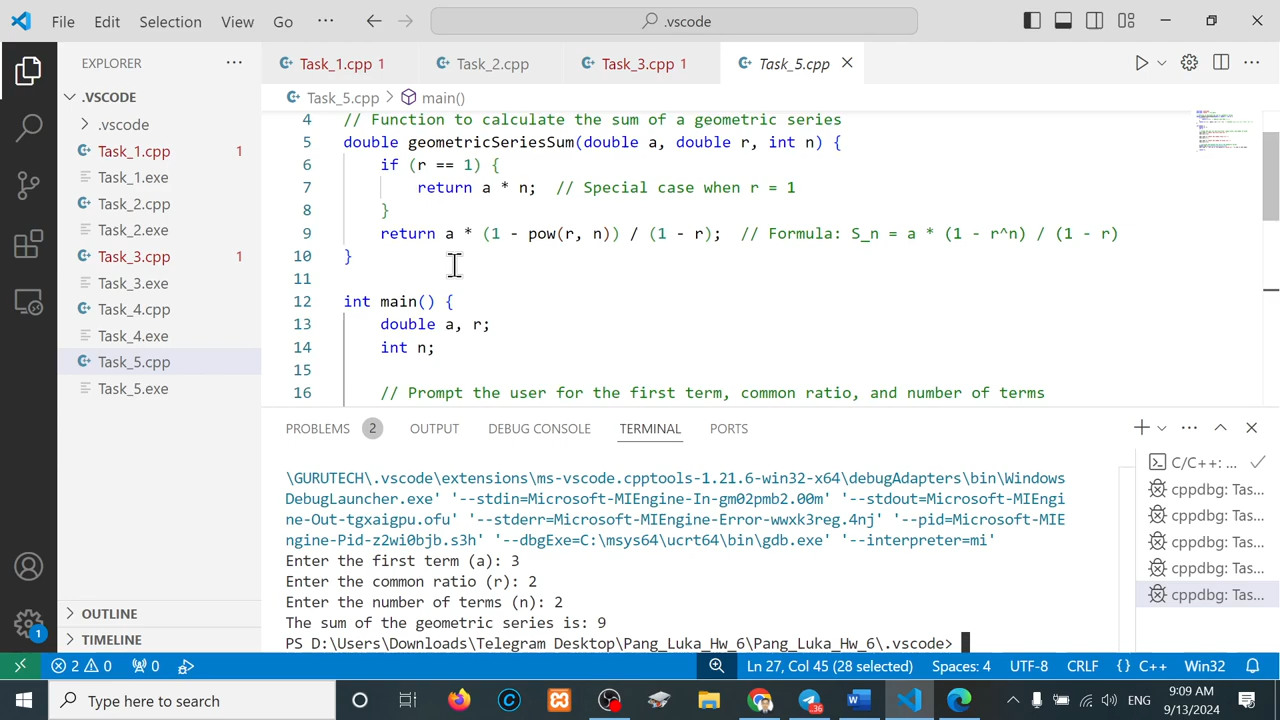 File Edit Selection View Go ··· .vscode
EXPLORER ···
Task_1.cpp 1 Task_2.cpp Task_3.cpp 1 Task_5.cpp
.VSCODE
Task_5.cpp > main()
.vscode
Task_1.cpp 1
Task_1.exe
Task_2.cpp
Task_2.exe
Task_3.cpp 1
Task_3.exe
Task_4.cpp
Task_4.exe
Task_5.cpp
Task_5.exe
OUTLINE
TIMELINE
4 // Function to calculate the sum of a geometric series
5 double geometricSeriesSum(double a, double r, int n) {
6 if (r == 1) {
7 return a * n; // Special case when r = 1
8 }
9 return a * (1 - pow(r, n)) / (1 - r); // Formula: S_n = a * (1 - r^n) / (1 - r)
10 }
11
12 int main() {
13 double a, r;
14 int n;
15
16 // Prompt the user for the first term, common ratio, and number of terms
PROBLEMS 2 OUTPUT DEBUG CONSOLE TERMINAL PORTS
\GURUTECH\.vscode\extensions\ms-vscode.cpptools-1.21.6-win32-x64\debugAdapters\bin\Windows
DebugLauncher.exe' '--stdin=Microsoft-MIEngine-In-gm02pmb2.00m' '--stdout=Microsoft-MIEngi
ne-Out-tgxaigpu.ofu' '--stderr=Microsoft-MIEngine-Error-wwxk3reg.4nj' '--pid=Microsoft-MIE
ngine-Pid-z2wi0bjb.s3h' '--dbgExe=C:\msys64\ucrt64\bin\gdb.exe' '--interpreter=mi'
Enter the first term (a): 3
Enter the common ratio (r): 2
Enter the number of terms (n): 2
The sum of the geometric series is: 9
PS D:\Users\Downloads\Telegram Desktop\Pang_Luka_Hw_6\Pang_Luka_Hw_6\.vscode>
C/C++: ...
cppdbg: Tas...
cppdbg: Tas...
cppdbg: Tas...
cppdbg: Tas...
cppdbg: Tas...
1
2 0 0 Ln 27, Col 45 (28 selected) Spaces: 4 UTF-8 CRLF {} C++ Win32
Type here to search
36
ENG
9:09 AM
9/13/2024